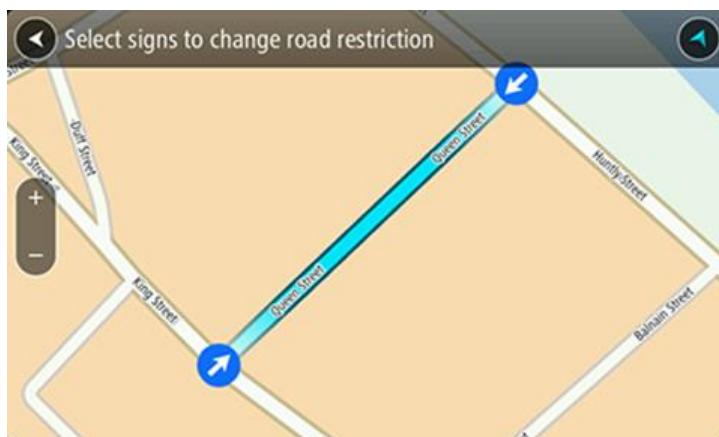 Select signs to change road restriction
Street
Duff Street
King Street
Queen Street
Huntly Street
+
−
King Street
Queen Street
Balnain Street